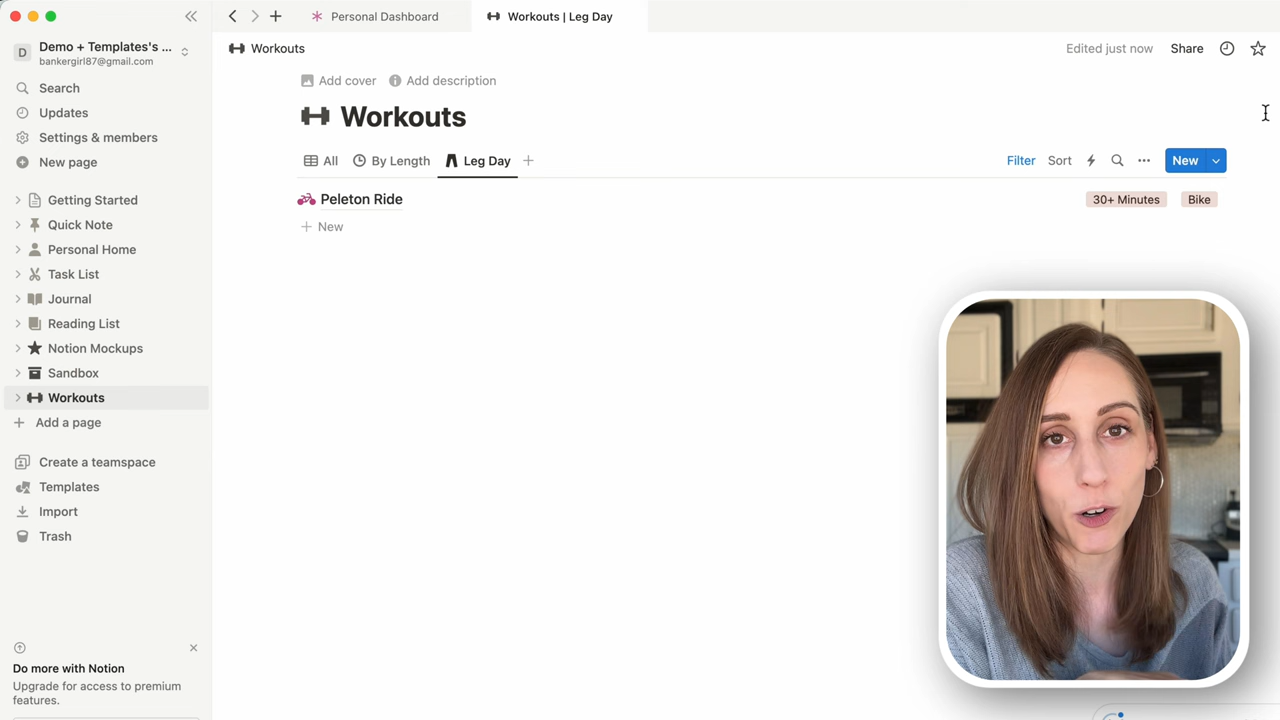 Personal Dashboard
Workouts | Leg Day
D
Demo + Templates's ...
bankergirl87@gmail.com
Workouts
Edited just now
Share
Search
Updates
Settings & members
New page
Getting Started
Quick Note
Personal Home
Task List
Journal
Reading List
Notion Mockups
Sandbox
Workouts
Add a page
Create a teamspace
Templates
Import
Trash
Do more with Notion
Upgrade for access to premium
features.
Add cover
Add description
Workouts
All
By Length
Leg Day
Filter
Sort
New
Peleton Ride
30+ Minutes
Bike
New